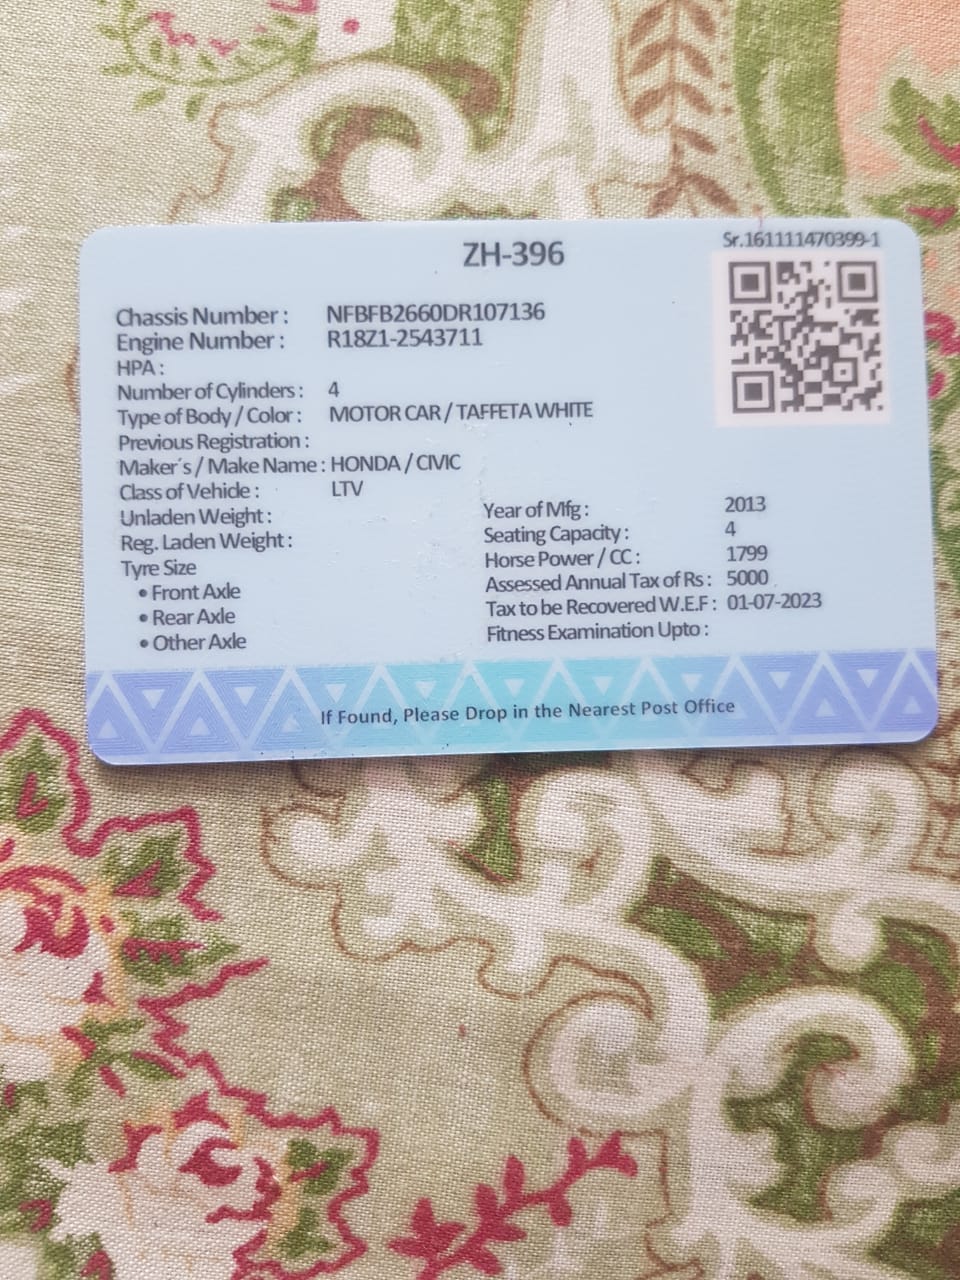 ZH-396
Sr.161111470399-1
Chassis Number : NFBFB2660DR107136
Engine Number : R18Z1-2543711
HPA :
Number of Cylinders : 4
Type of Body / Color : MOTOR CAR / TAFFETA WHITE
Previous Registration :
Maker's / Make Name : HONDA / CIVIC
Class of Vehicle : LTV
Unladen Weight :
Reg. Laden Weight :
Tyre Size
• Front Axle
• Rear Axle
• Other Axle
Year of Mfg : 2013
Seating Capacity : 4
Horse Power / CC : 1799
Assessed Annual Tax of Rs : 5000
Tax to be Recovered W.E.F : 01-07-2023
Fitness Examination Upto :
If Found, Please Drop in the Nearest Post Office